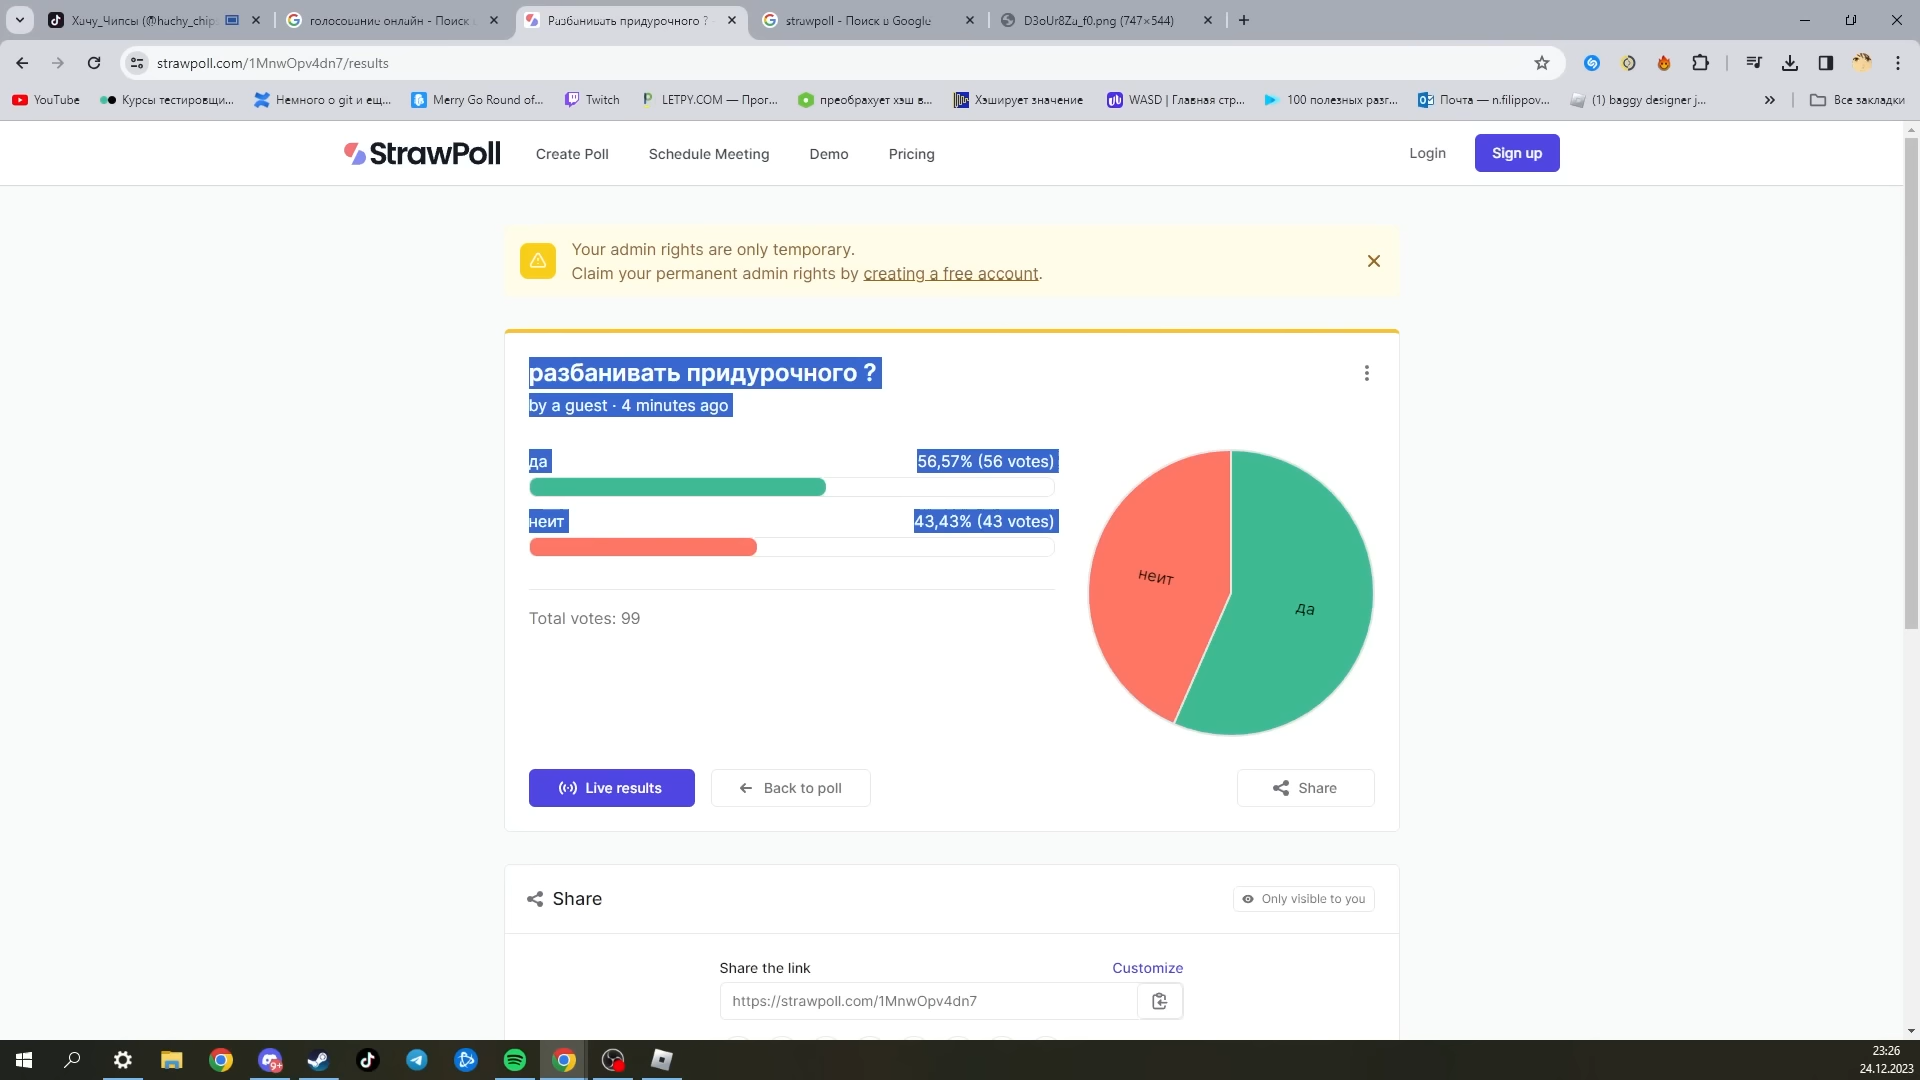 Хачу_Чипсы (@huchy_chip
голосование онлайн - Поиск
Разбанивать придурочного ? -
strawpoll - Поиск в Google
D3oUr8Za_f0.png (747×544)
strawpoll.com/1MnwOpv4dn7/results
YouTube
Курсы тестировщи...
Немного о git и ещ...
Merry Go Round of...
Twitch
LETPY.COM — Прог...
преобрахует хэш в...
Хэширует значение
WASD | Главная стр...
100 полезных разг...
Почта — n.filippov...
(1) baggy designer j...
Все закладки
StrawPoll
Create Poll
Schedule Meeting
Demo
Pricing
Login
Sign up
Your admin rights are only temporary.
Claim your permanent admin rights by creating a free account.
разбанивать придурочного ?
by a guest · 4 minutes ago
да 56,57% (56 votes)
неит 43,43% (43 votes)
Total votes: 99
неит
да
Live results
Back to poll
Share
Share
Only visible to you
Share the link
Customize
https://strawpoll.com/1MnwOpv4dn7
9+
23:26
24.12.2023